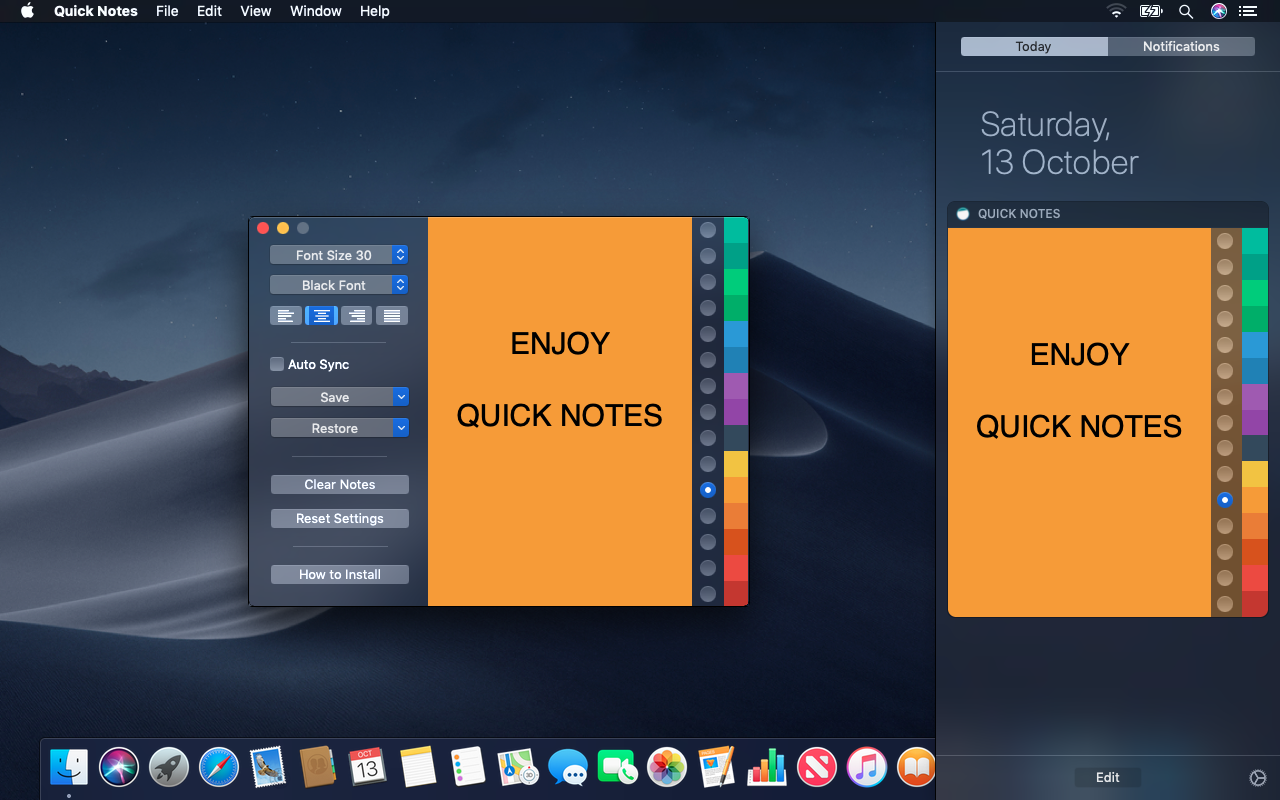 Quick Notes File Edit View Window Help
Today Notifications
Saturday,
13 October
QUICK NOTES
Font Size 30
Black Font
Auto Sync
Save
Restore
Clear Notes
Reset Settings
How to Install
ENJOY
QUICK NOTES
ENJOY
QUICK NOTES
OCT
13
3D
Edit